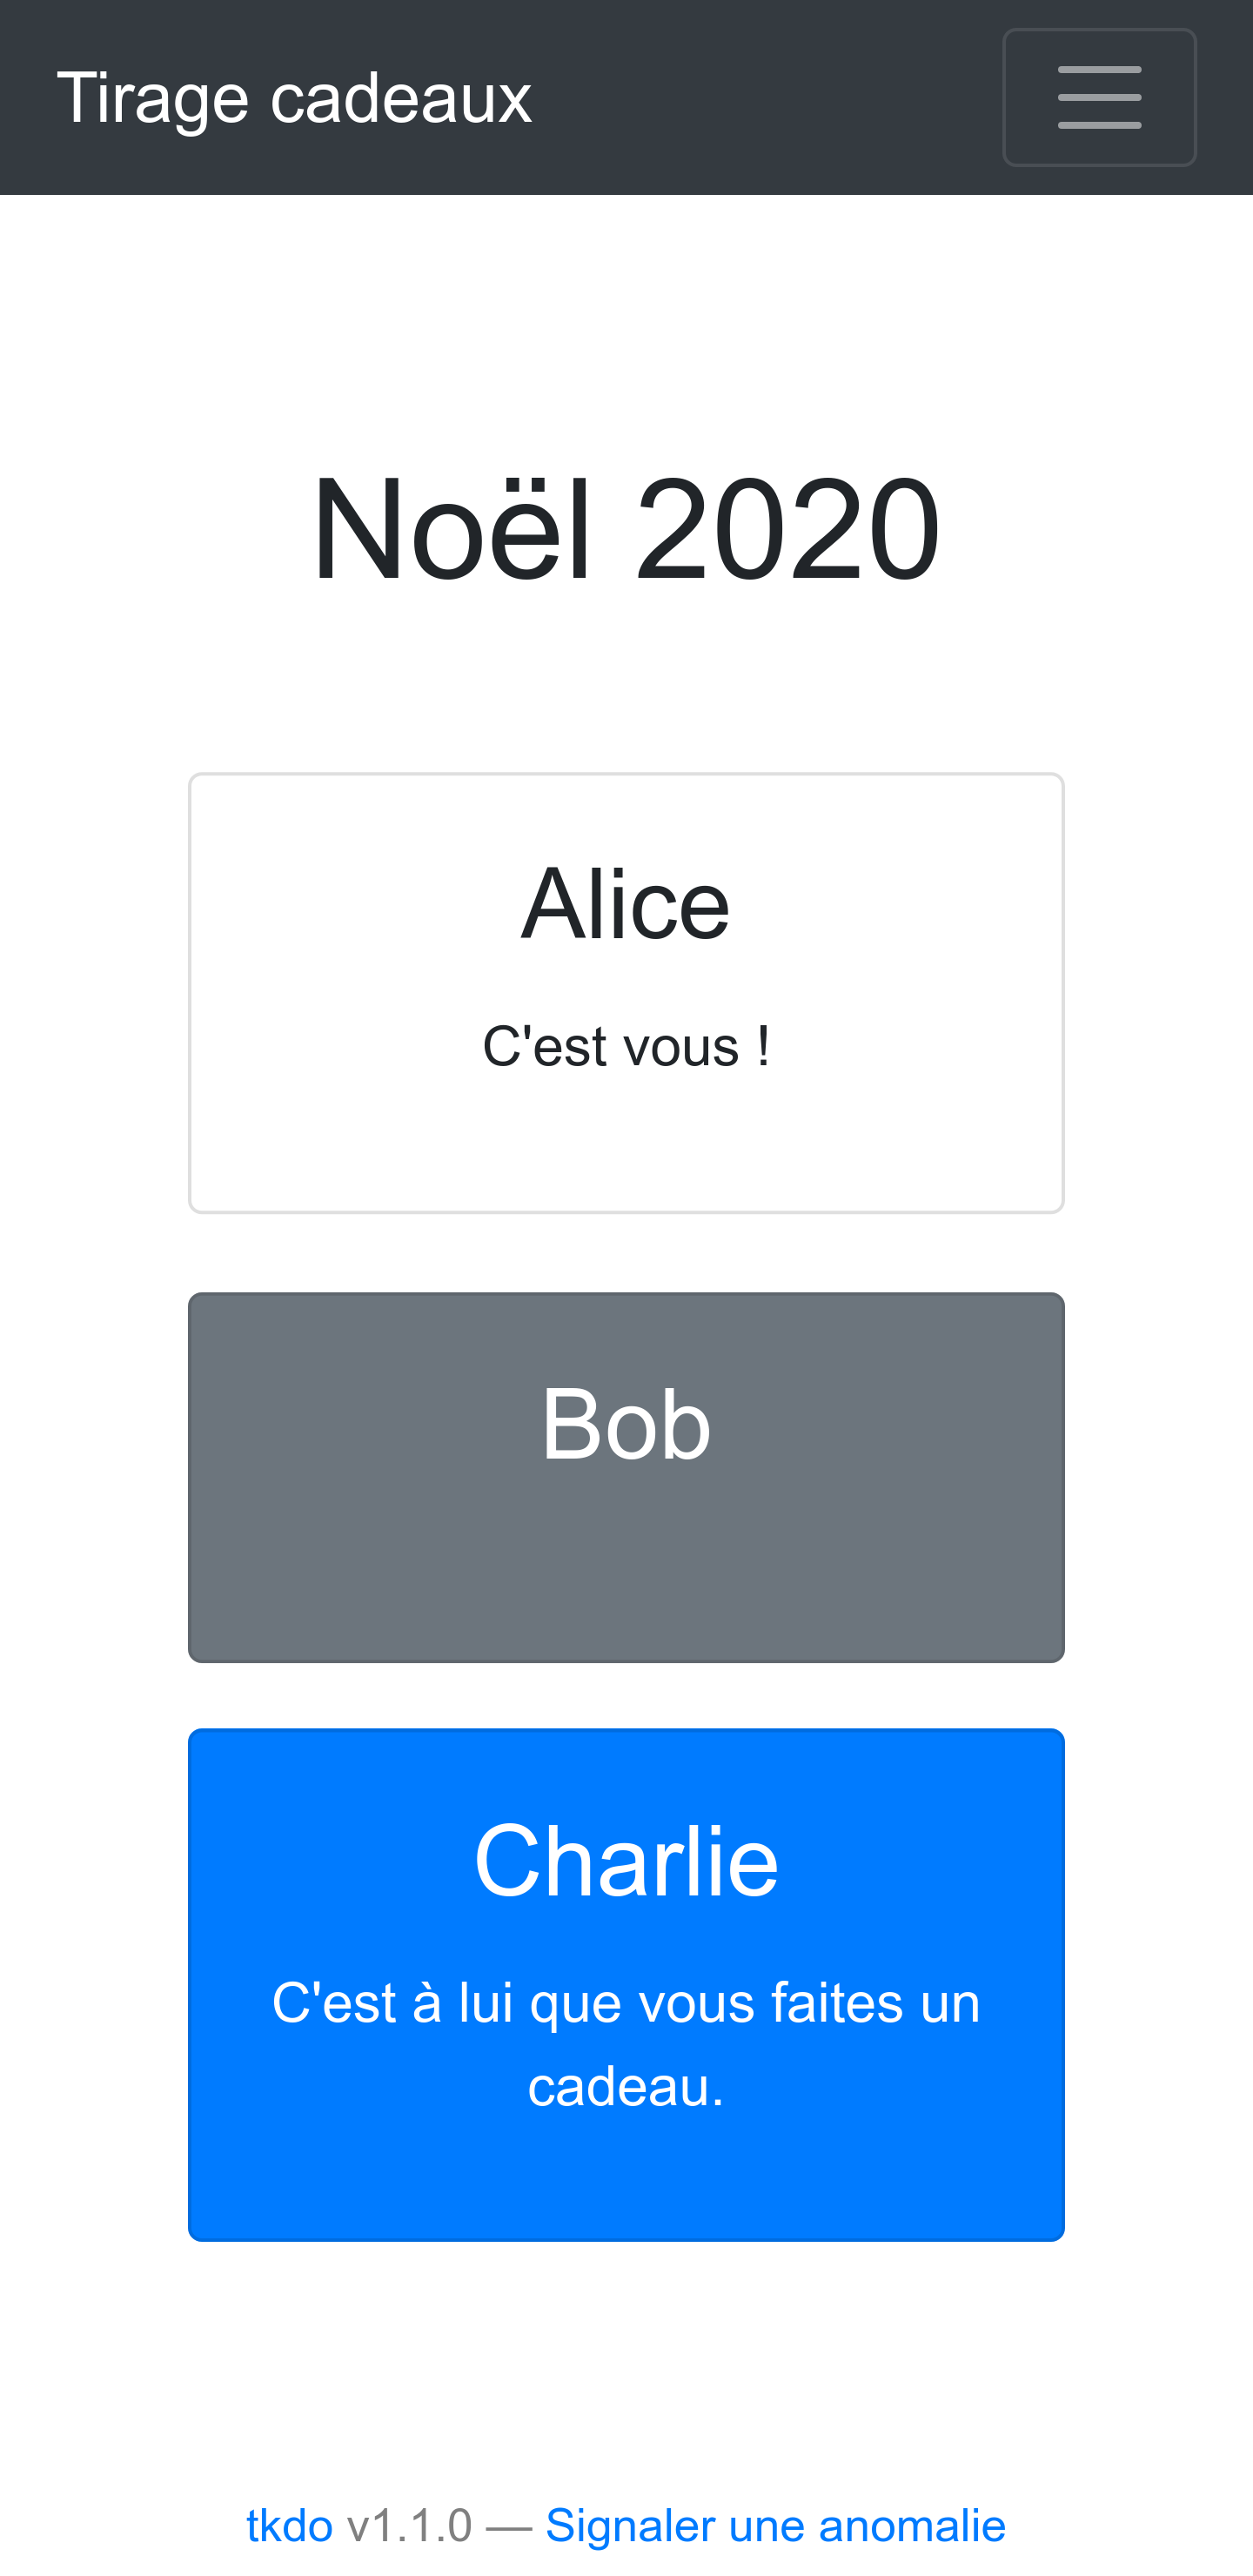 Tirage cadeaux
Noël 2020
Alice
C'est vous !
Bob
Charlie
C'est à lui que vous faites un
cadeau.
tkdo v1.1.0 — Signaler une anomalie